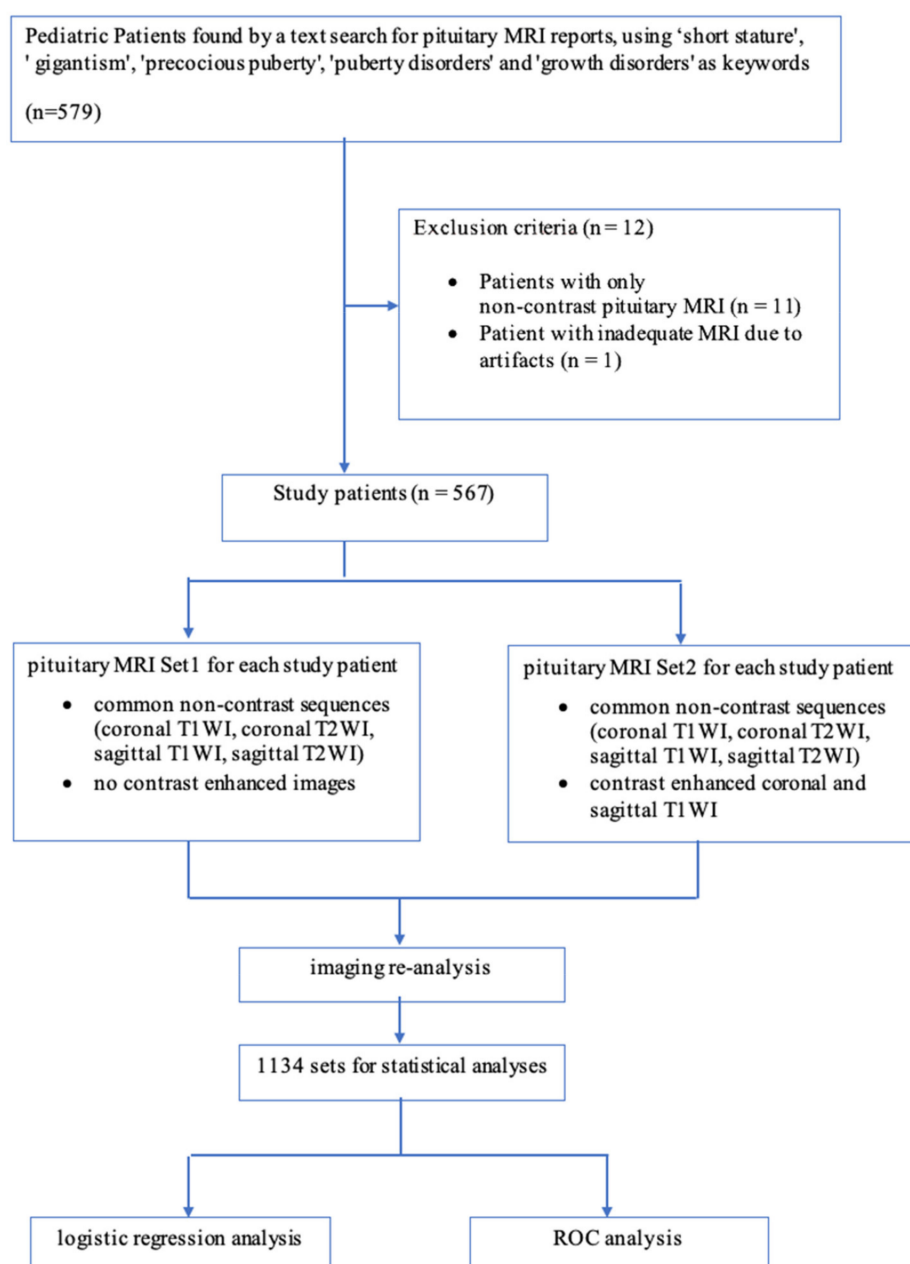 Pediatric Patients found by a text search for pituitary MRI reports, using ‘short stature',
' gigantism', 'precocious puberty', 'puberty disorders' and 'growth disorders' as keywords
(n=579)
Exclusion criteria (n = 12)
• Patients with only
non-contrast pituitary MRI (n = 11)
• Patient with inadequate MRI due to
artifacts (n = 1)
Study patients (n = 567)
pituitary MRI Set1 for each study patient
• common non-contrast sequences
(coronal T1WI, coronal T2WI,
sagittal T1WI, sagittal T2WI)
• no contrast enhanced images
pituitary MRI Set2 for each study patient
• common non-contrast sequences
(coronal T1WI, coronal T2WI,
sagittal T1WI, sagittal T2WI)
• contrast enhanced coronal and
sagittal T1WI
imaging re-analysis
1134 sets for statistical analyses
logistic regression analysis
ROC analysis